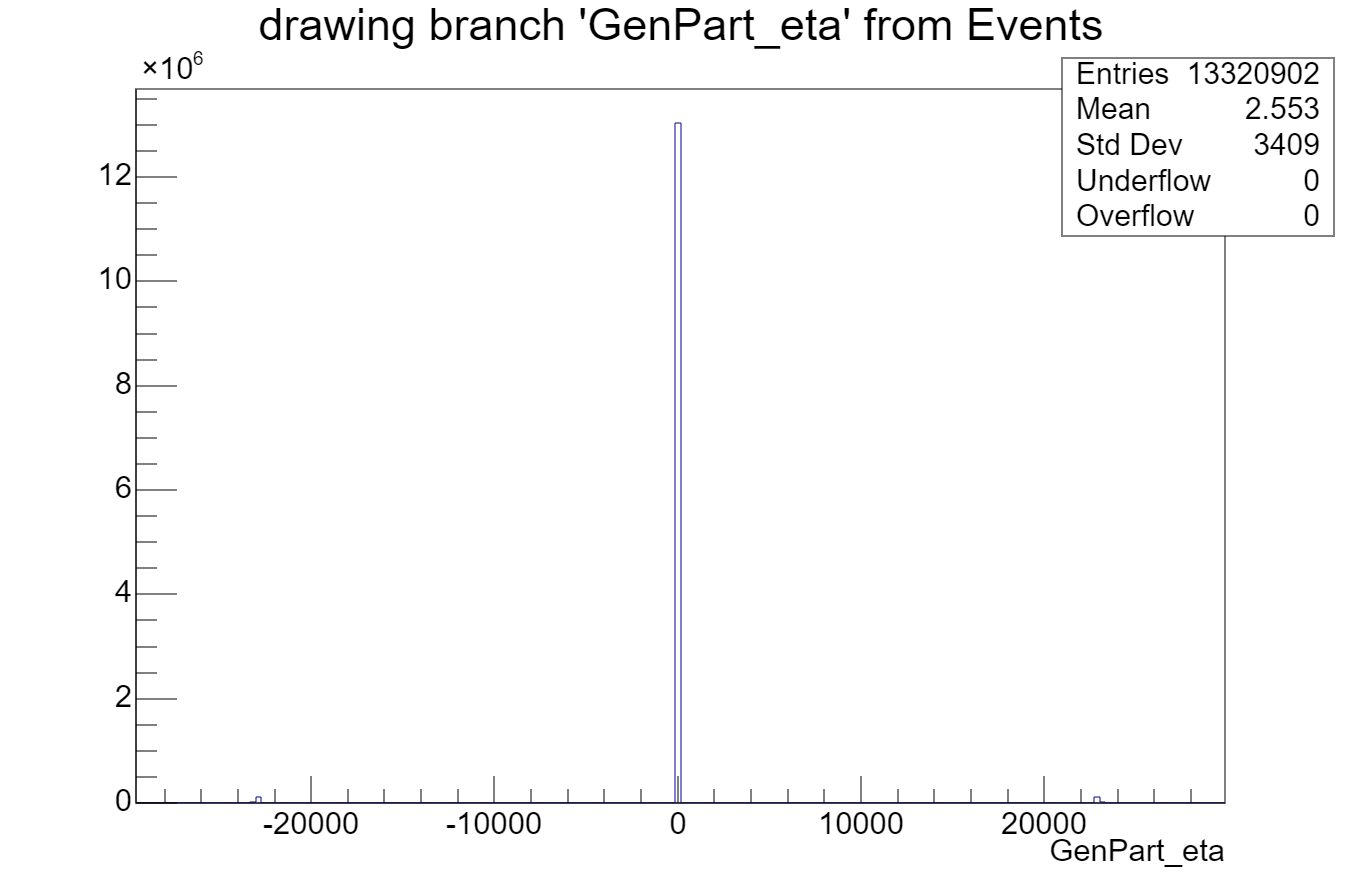 drawing branch 'GenPart_eta' from Events
×10⁶
Entries 13320902
Mean 2.553
Std Dev 3409
Underflow 0
Overflow 0
12
10
8
6
4
2
0
-20000 -10000 0 10000 20000
GenPart_eta